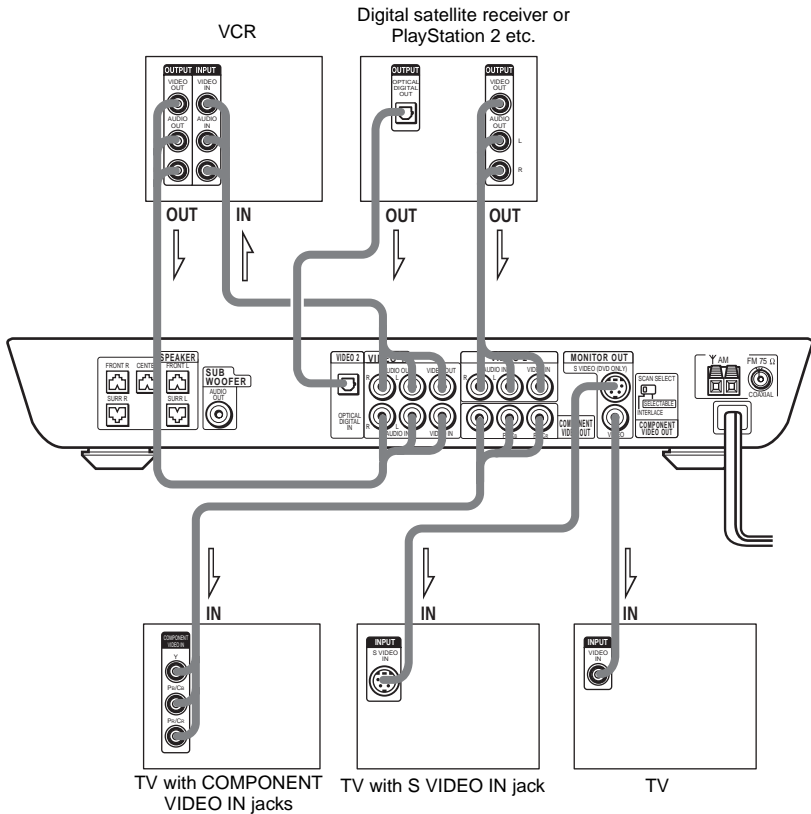 Digital satellite receiver or
PlayStation 2 etc.
VCR
OUTPUT
INPUT
VIDEO
OUT
VIDEO
IN
AUDIO
OUT
AUDIO
IN
OUTPUT
OPTICAL
DIGITAL
OUT
OUTPUT
VIDEO
OUT
AUDIO
OUT
L
R
OUT
IN
OUT
OUT
SPEAKER
FRONT R
FRONT L
SURR R
SURR L
SUB
WOOFER
AUDIO
OUT
VIDEO 2
OPTICAL
DIGITAL
IN
R
L
VIDEO OUT
R
L
AUDIO IN
VIDEO IN
R
AUDIO IN
L
VIDEO IN
COMPONENT
VIDEO OUT
MONITOR OUT
S VIDEO (DVD ONLY)
VIDEO
SCAN SELECT
SELECTABLE
INTERLACE
COMPONENT
VIDEO OUT
AM
FM 75 Ω
COAXIAL
IN
IN
IN
COMPONENT
VIDEO IN
Y
PB/CB
PR/CR
INPUT
S VIDEO
IN
INPUT
VIDEO
IN
TV with COMPONENT
VIDEO IN jacks
TV with S VIDEO IN jack
TV